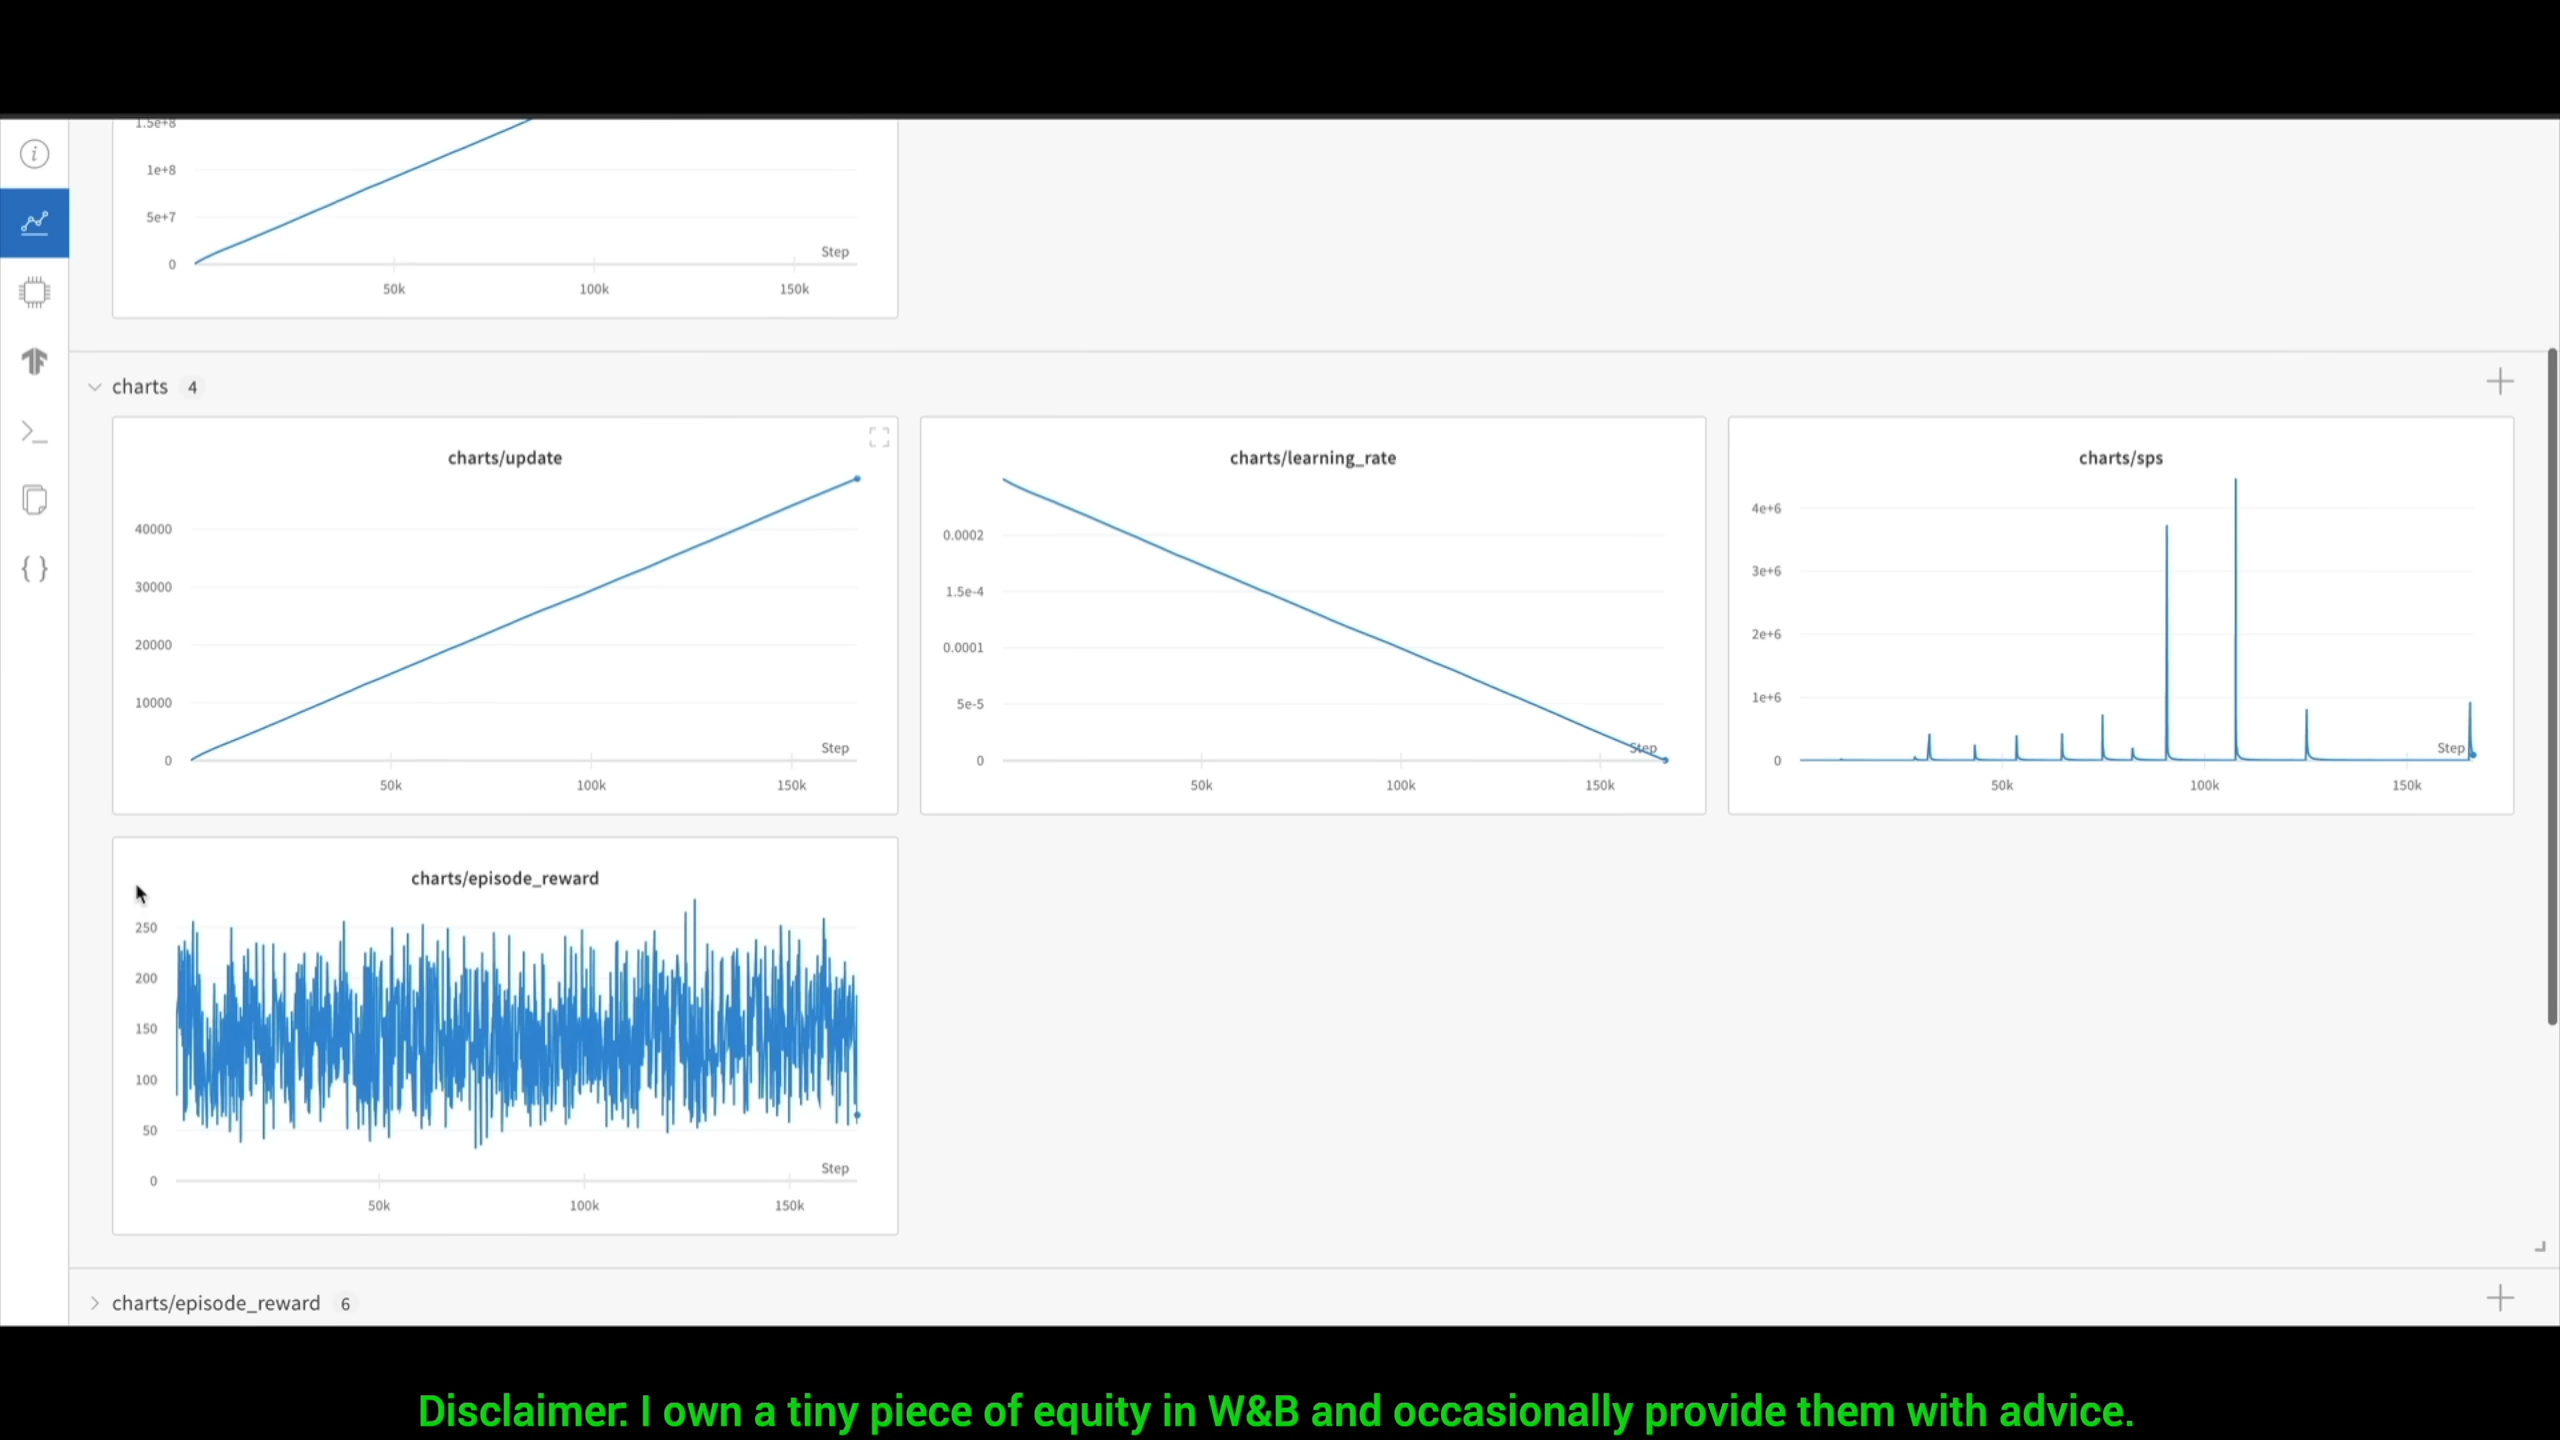 1.5e+8
1e+8
5e+7
0
Step
50k 100k 150k
charts 4
charts/update
40000
30000
20000
10000
0
Step
50k 100k 150k
charts/learning_rate
0.0002
1.5e-4
0.0001
5e-5
0
Step
50k 100k 150k
charts/sps
4e+6
3e+6
2e+6
1e+6
0
Step
50k 100k 150k
charts/episode_reward
250
200
150
100
50
0
Step
50k 100k 150k
charts/episode_reward 6
Disclaimer: I own a tiny piece of equity in W&B and occasionally provide them with advice.